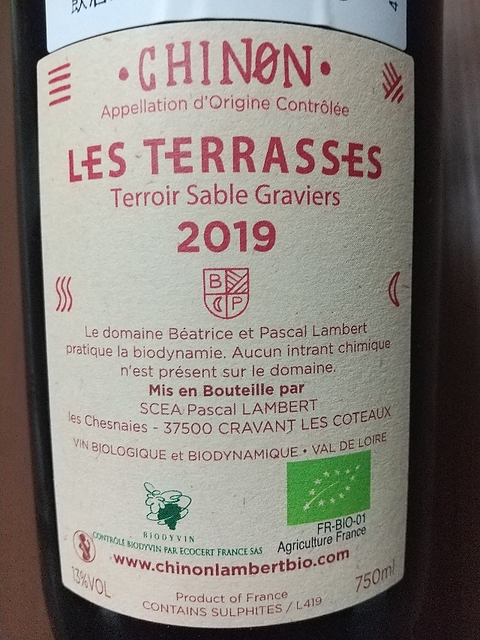 • CHINON •
Appellation d'Origine Contrôlée
LES TERRASSES
Terroir Sable Graviers
2019
B
P
Le domaine Béatrice et Pascal Lambert
pratique la biodynamie. Aucun intrant chimique
n'est présent sur le domaine.
Mis en Bouteille par
SCEA Pascal LAMBERT
les Chesnaies - 37500 CRAVANT LES COTEAUX
VIN BIOLOGIQUE et BIODYNAMIQUE • VAL DE LOIRE
BIODYVIN
CONTRÔLE BIODYVIN PAR ECOCERT FRANCE SAS
FR-BIO-01
Agriculture France
www.chinonlambertbio.com
13%VOL
750ml
Product of France
CONTAINS SULPHITES / L419